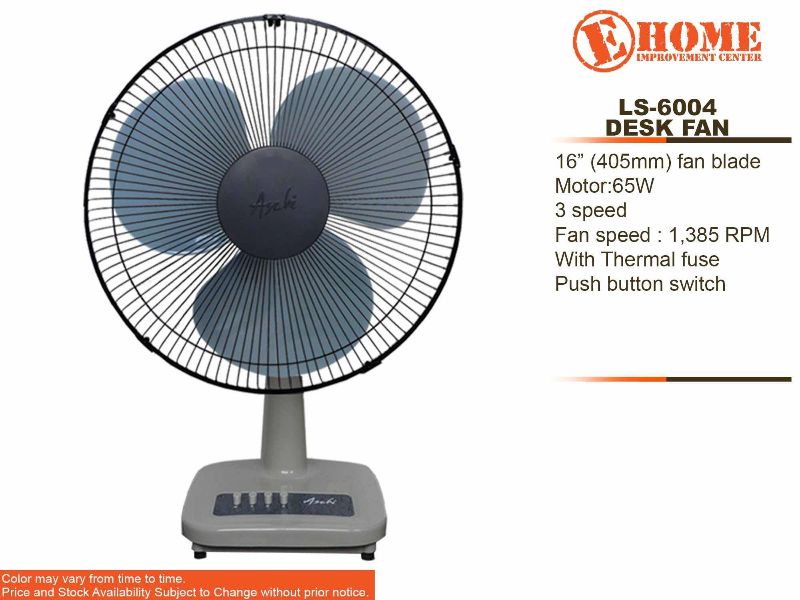 E HOME
IMPROVEMENT CENTER
LS-6004
DESK FAN
16” (405mm) fan blade
Motor:65W
3 speed
Fan speed : 1,385 RPM
With Thermal fuse
Push button switch
Asahi
Asahi
Color may vary from time to time.
Price and Stock Availability Subject to Change without prior notice.